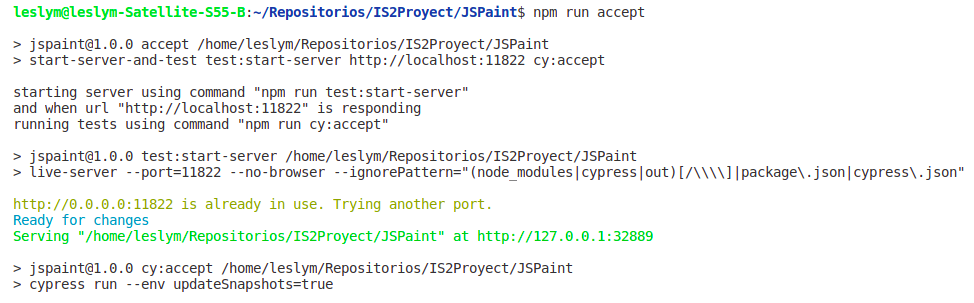 leslym@leslym-Satellite-S55-B:~/Repositorios/IS2Proyect/JSPaint$ npm run accept
> jspaint@1.0.0 accept /home/leslym/Repositorios/IS2Proyect/JSPaint
> start-server-and-test test:start-server http://localhost:11822 cy:accept
starting server using command "npm run test:start-server"
and when url "http://localhost:11822" is responding
running tests using command "npm run cy:accept"
> jspaint@1.0.0 test:start-server /home/leslym/Repositorios/IS2Proyect/JSPaint
> live-server --port=11822 --no-browser --ignorePattern="(node_modules|cypress|out)[/\\\\]|package\.json|cypress\.json"
http://0.0.0.0:11822 is already in use. Trying another port.
Ready for changes
Serving "/home/leslym/Repositorios/IS2Proyect/JSPaint" at http://127.0.0.1:32889
> jspaint@1.0.0 cy:accept /home/leslym/Repositorios/IS2Proyect/JSPaint
> cypress run --env updateSnapshots=true